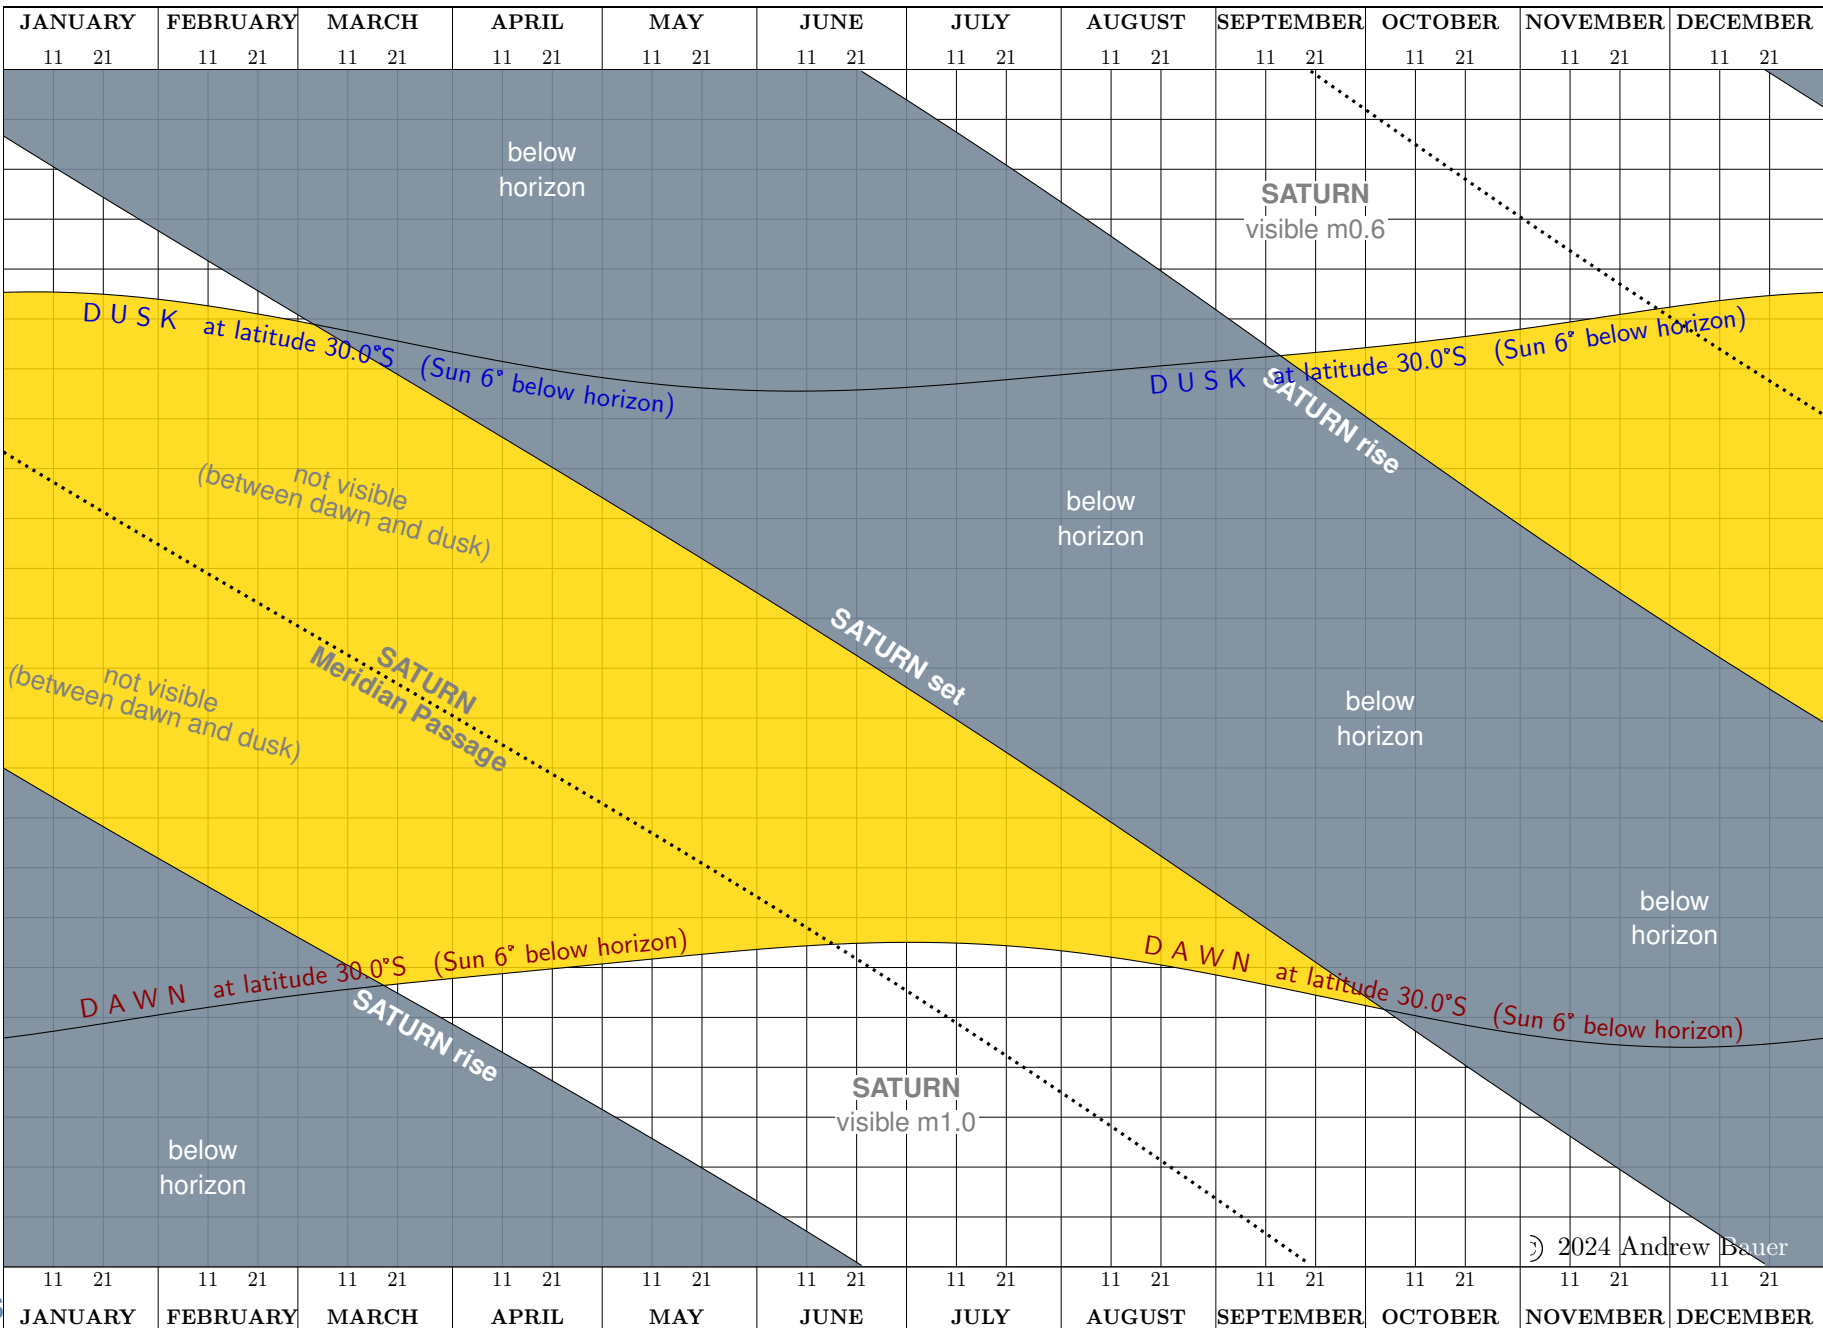 JANUARY FEBRUARY MARCH APRIL MAY JUNE JULY AUGUST SEPTEMBER OCTOBER NOVEMBER DECEMBER
11 21 11 21 11 21 11 21 11 21 11 21 11 21 11 21 11 21 11 21 11 21 11 21
below
horizon
SATURN
visible m0.6
DUSK at latitude 30.0°S (Sun 6° below horizon)
DUSK at latitude 30.0°S (Sun 6° below horizon)
SATURN rise
not visible
(between dawn and dusk)
below
horizon
SATURN set
not visible
(between dawn and dusk)
SATURN
Meridian Passage
below
horizon
below
horizon
DAWN at latitude 30.0°S (Sun 6° below horizon)
DAWN at latitude 30.0°S (Sun 6° below horizon)
SATURN rise
SATURN
visible m1.0
below
horizon
© 2024 Andrew Bauer
11 21 11 21 11 21 11 21 11 21 11 21 11 21 11 21 11 21 11 21 11 21 11 21
JANUARY FEBRUARY MARCH APRIL MAY JUNE JULY AUGUST SEPTEMBER OCTOBER NOVEMBER DECEMBER